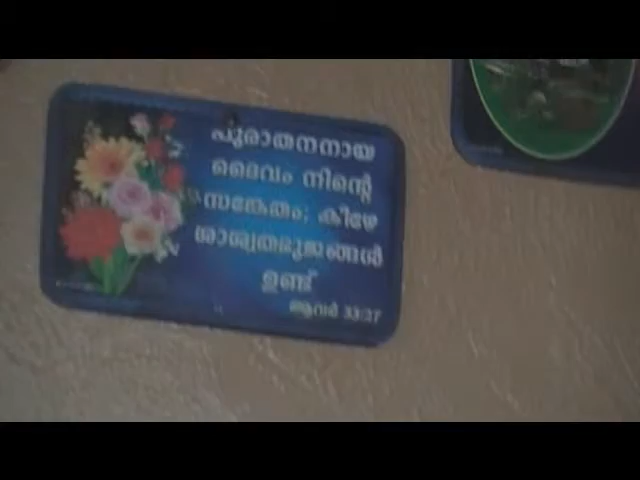 പുരാതനനായ
ദൈവം നിന്റെ
സങ്കേതം; കീഴെ
ശാശ്വതഭുജങ്ങൾ
ഉണ്ട്
ആവർ 33:27